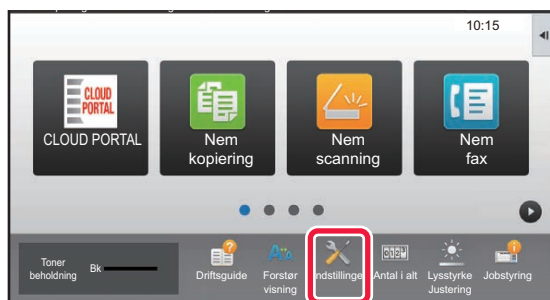 10:15
CLOUD
PORTAL
CLOUD PORTAL
Nem
kopiering
Nem
scanning
Nem
fax
Toner
beholdning
Bk
Driftsguide
Forstør
visning
Indstillinger
Antal i alt
Lysstyrke
Justering
Jobstyring